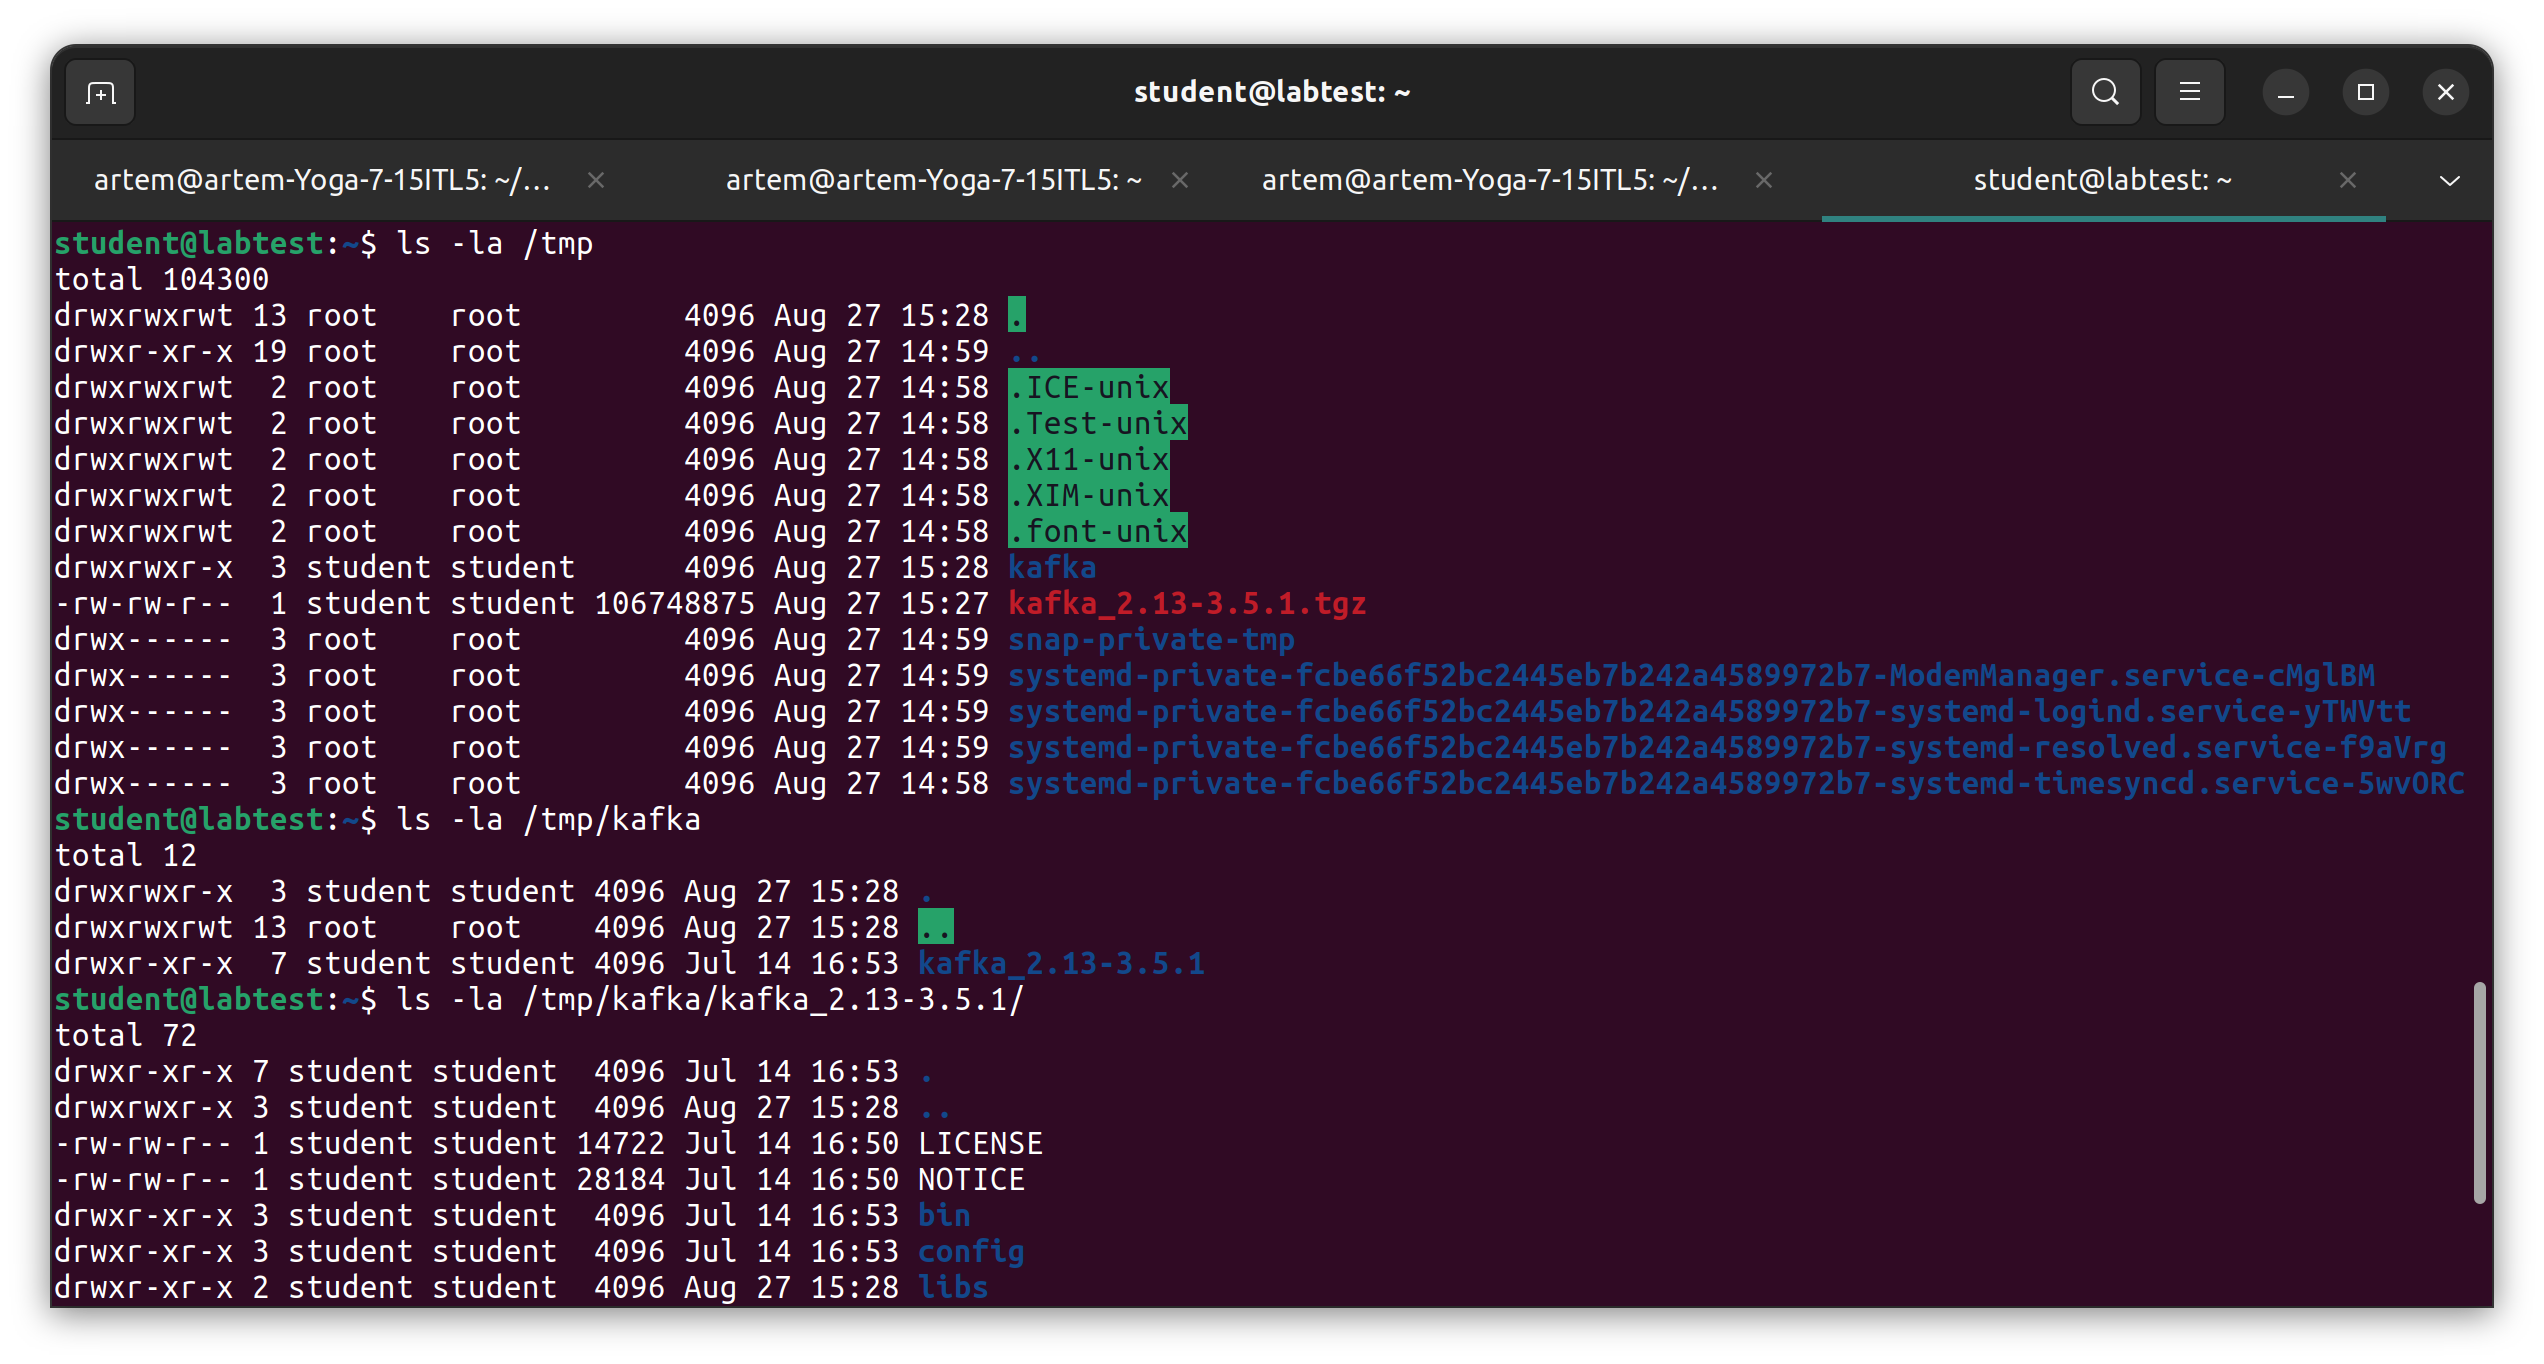 student@labtest: ~
artem@artem-Yoga-7-15ITL5: ~/… artem@artem-Yoga-7-15ITL5: ~ artem@artem-Yoga-7-15ITL5: ~/… student@labtest: ~
student@labtest:~$ ls -la /tmp
total 104300
drwxrwxrwt 13 root    root         4096 Aug 27 15:28 .
drwxr-xr-x 19 root    root         4096 Aug 27 14:59 ..
drwxrwxrwt  2 root    root         4096 Aug 27 14:58 .ICE-unix
drwxrwxrwt  2 root    root         4096 Aug 27 14:58 .Test-unix
drwxrwxrwt  2 root    root         4096 Aug 27 14:58 .X11-unix
drwxrwxrwt  2 root    root         4096 Aug 27 14:58 .XIM-unix
drwxrwxrwt  2 root    root         4096 Aug 27 14:58 .font-unix
drwxrwxr-x  3 student student      4096 Aug 27 15:28 kafka
-rw-rw-r--  1 student student 106748875 Aug 27 15:27 kafka_2.13-3.5.1.tgz
drwx------  3 root    root         4096 Aug 27 14:59 snap-private-tmp
drwx------  3 root    root         4096 Aug 27 14:59 systemd-private-fcbe66f52bc2445eb7b242a4589972b7-ModemManager.service-cMglBM
drwx------  3 root    root         4096 Aug 27 14:59 systemd-private-fcbe66f52bc2445eb7b242a4589972b7-systemd-logind.service-yTWVtt
drwx------  3 root    root         4096 Aug 27 14:59 systemd-private-fcbe66f52bc2445eb7b242a4589972b7-systemd-resolved.service-f9aVrg
drwx------  3 root    root         4096 Aug 27 14:58 systemd-private-fcbe66f52bc2445eb7b242a4589972b7-systemd-timesyncd.service-5wvORC
student@labtest:~$ ls -la /tmp/kafka
total 12
drwxrwxr-x  3 student student 4096 Aug 27 15:28 .
drwxrwxrwt 13 root    root    4096 Aug 27 15:28 ..
drwxr-xr-x  7 student student 4096 Jul 14 16:53 kafka_2.13-3.5.1
student@labtest:~$ ls -la /tmp/kafka/kafka_2.13-3.5.1/
total 72
drwxr-xr-x 7 student student  4096 Jul 14 16:53 .
drwxrwxr-x 3 student student  4096 Aug 27 15:28 ..
-rw-rw-r-- 1 student student 14722 Jul 14 16:50 LICENSE
-rw-rw-r-- 1 student student 28184 Jul 14 16:50 NOTICE
drwxr-xr-x 3 student student  4096 Jul 14 16:53 bin
drwxr-xr-x 3 student student  4096 Jul 14 16:53 config
drwxr-xr-x 2 student student  4096 Aug 27 15:28 libs